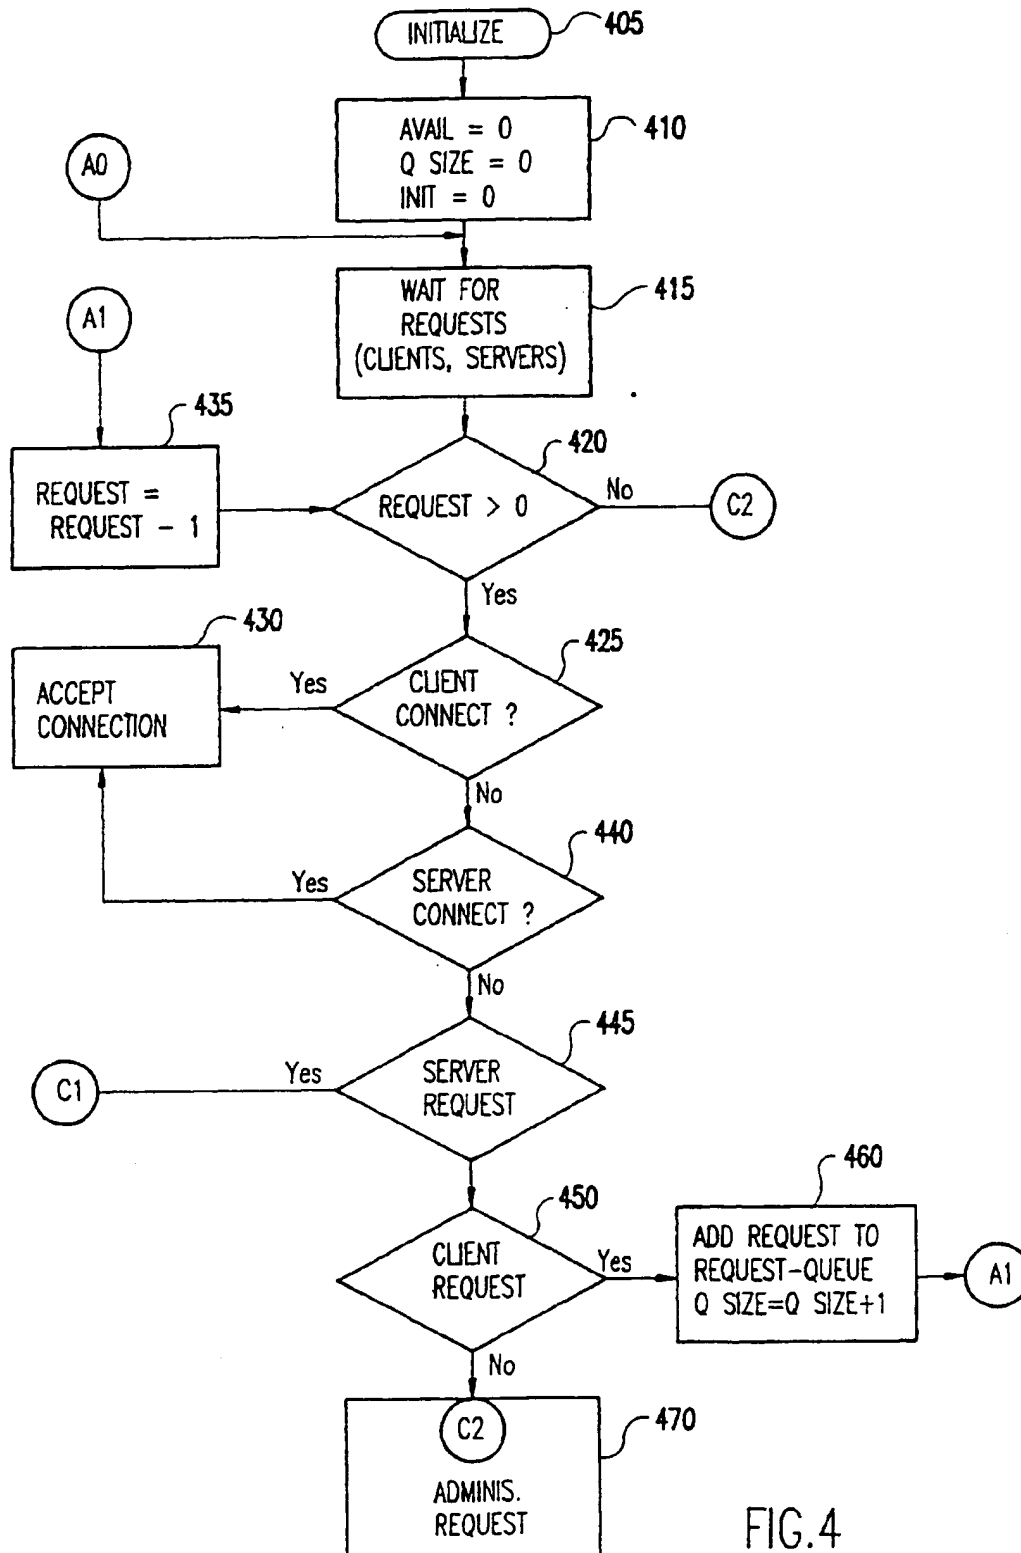 INITIALIZE
405
AVAIL = 0
Q SIZE = 0
INIT = 0
410
A0
WAIT FOR
REQUESTS
(CLIENTS, SERVERS)
415
A1
435
REQUEST =
REQUEST - 1
420
REQUEST > 0
No
C2
Yes
430
ACCEPT
CONNECTION
425
Yes
CLIENT
CONNECT ?
No
440
Yes
SERVER
CONNECT ?
No
445
C1
Yes
SERVER
REQUEST
450
CLIENT
REQUEST
Yes
460
ADD REQUEST TO
REQUEST-QUEUE
Q SIZE=Q SIZE+1
A1
No
C2
470
ADMINIS.
REQUEST
FIG.4